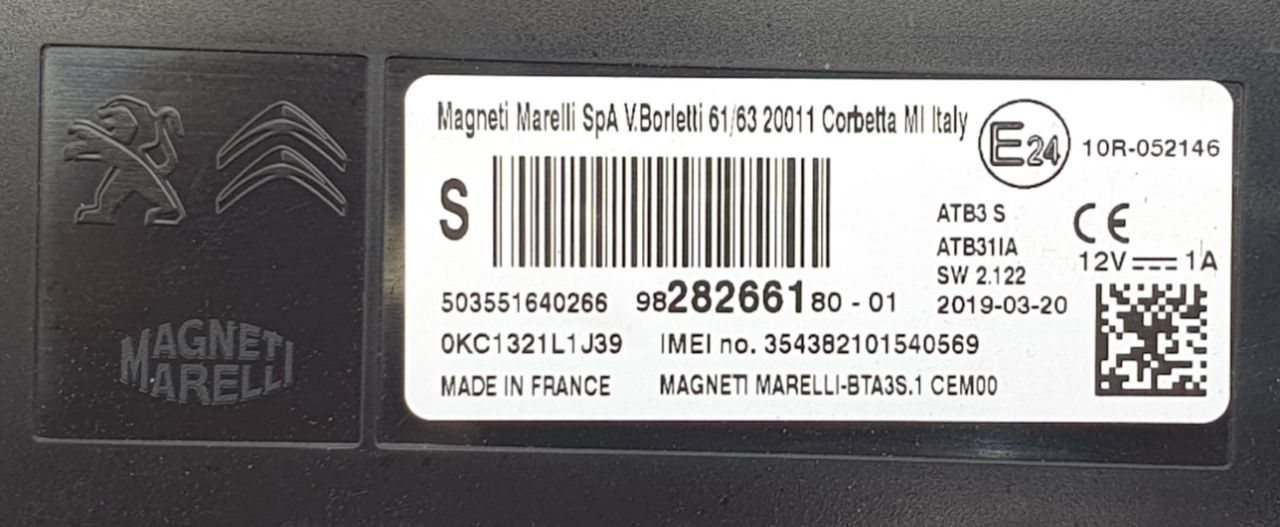 MAGNETI
MARELLI
Magneti Marelli SpA V.Borletti 61/63 20011 Corbetta MI Italy
E24 10R-052146
S
ATB3 S
ATB31IA
SW 2.122
2019-03-20
CE
12V 1A
503551640266 9828266180-01
0KC1321L1J39 IMEI no. 354382101540569
MADE IN FRANCE MAGNETI MARELLI-BTA3S.1 CEM00